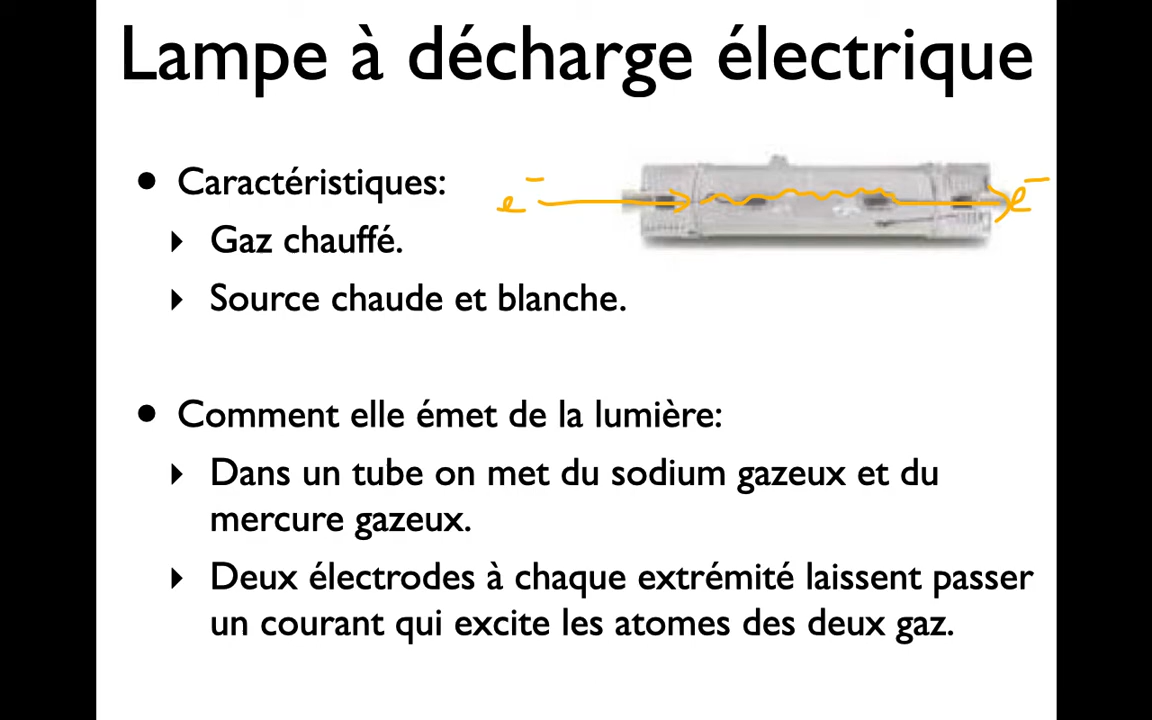 Lampe à décharge électrique
• Caractéristiques:
e⁻ e⁻
‣ Gaz chauffé.
‣ Source chaude et blanche.
• Comment elle émet de la lumière:
‣ Dans un tube on met du sodium gazeux et du
mercure gazeux.
‣ Deux électrodes à chaque extrémité laissent passer
un courant qui excite les atomes des deux gaz.